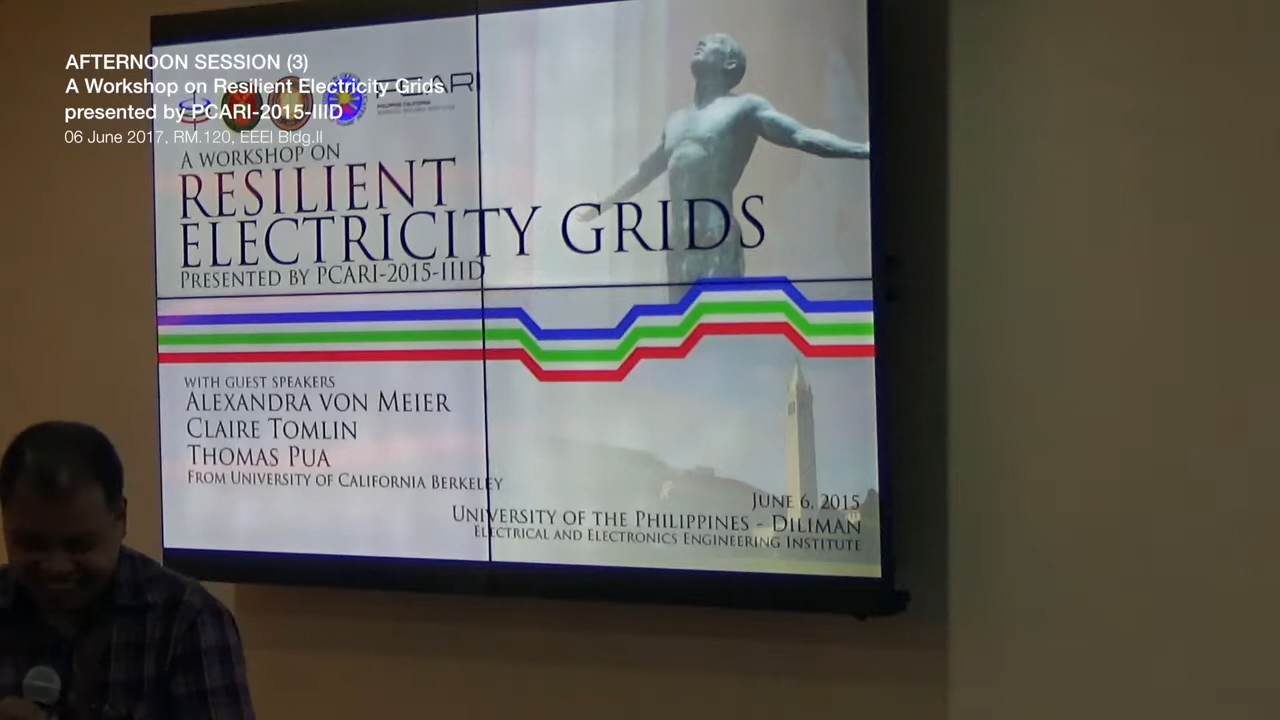 AFTERNOON SESSION (3)
A Workshop on Resilient Electricity Grids
presented by PCARI-2015-IIID
06 June 2017, RM.120, EEEI Bldg.II
PCARI
A WORKSHOP ON
RESILIENT
ELECTRICITY GRIDS
PRESENTED BY PCARI-2015-IIID
WITH GUEST SPEAKERS
ALEXANDRA VON MEIER
CLAIRE TOMLIN
THOMAS PUA
FROM UNIVERSITY OF CALIFORNIA BERKELEY
JUNE 6, 2015
UNIVERSITY OF THE PHILIPPINES - DILIMAN
ELECTRICAL AND ELECTRONICS ENGINEERING INSTITUTE